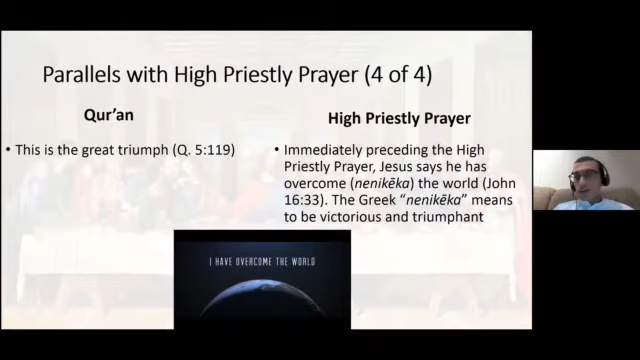 Parallels with High Priestly Prayer (4 of 4)
Qur’an
• This is the great triumph (Q. 5:119)
High Priestly Prayer
• Immediately preceding the High
Priestly Prayer, Jesus says he has
overcome (nenikēka) the world (John
16:33). The Greek “nenikēka” means
to be victorious and triumphant
I HAVE OVERCOME THE WORLD